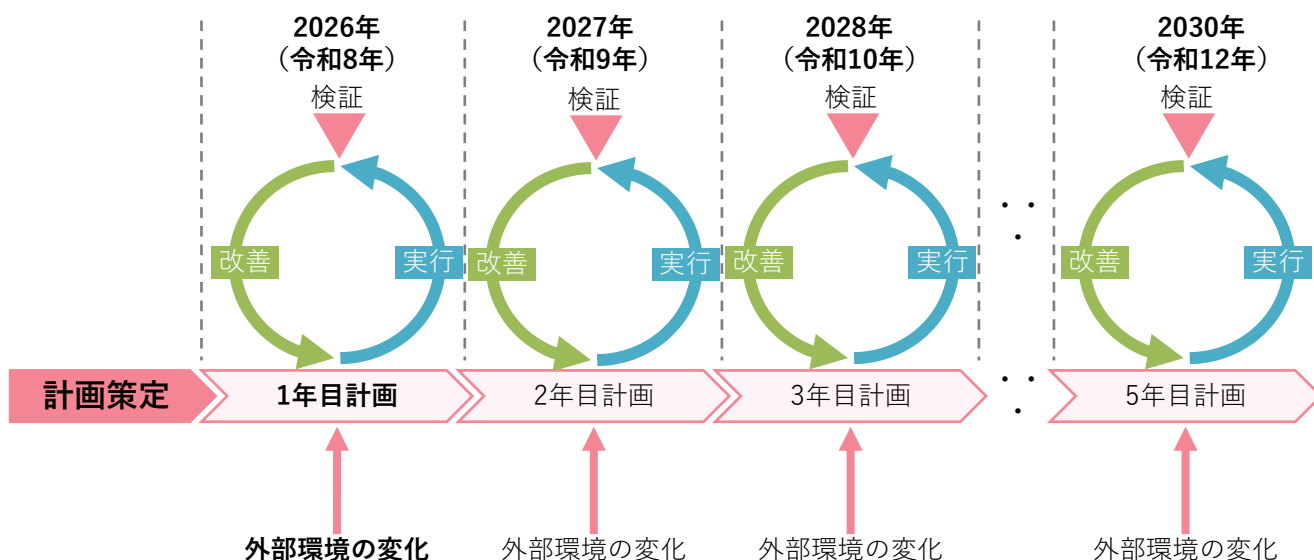 2026年
(令和8年)
検証
改善
実行
2027年
(令和9年)
検証
改善
実行
2028年
(令和10年)
検証
改善
実行
・・・
2030年
(令和12年)
検証
改善
実行
計画策定
1年目計画
2年目計画
3年目計画
・・・
5年目計画
外部環境の変化
外部環境の変化
外部環境の変化
外部環境の変化